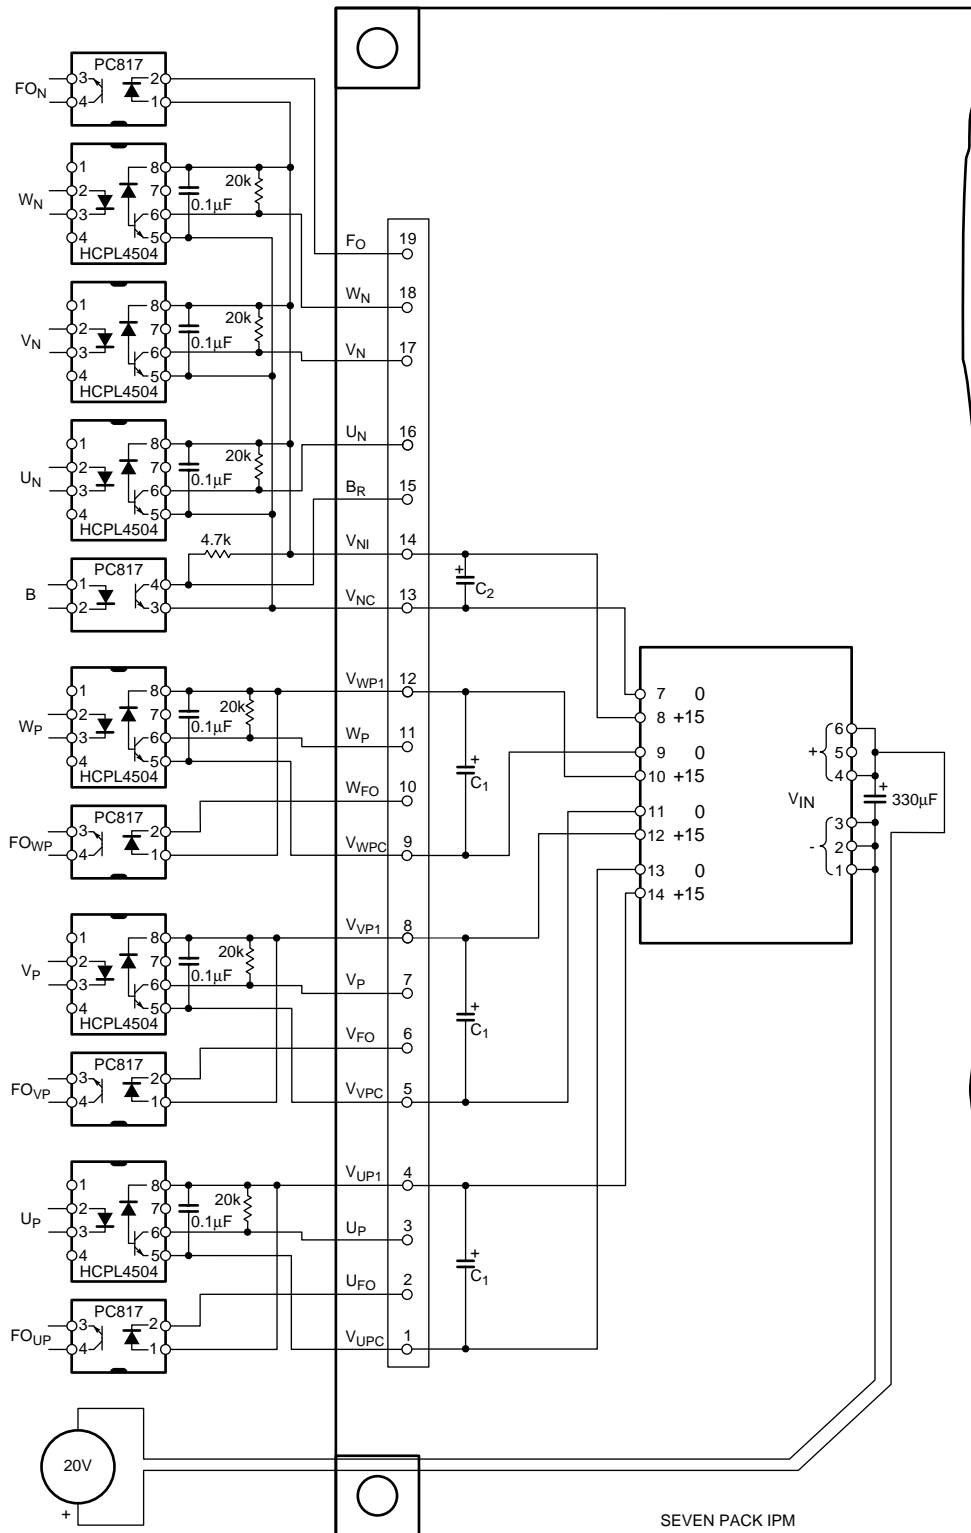 PC817
FO_N
3 2
4 1
1 8
2 7
3 6
4 5
W_N
HCPL4504
20k
0.1µF
1 8
2 7
3 6
4 5
V_N
HCPL4504
20k
0.1µF
1 8
2 7
3 6
4 5
U_N
HCPL4504
20k
0.1µF
4.7k
PC817
B
1 4
2 3
1 8
2 7
3 6
4 5
W_P
HCPL4504
20k
0.1µF
PC817
FO_WP
3 2
4 1
1 8
2 7
3 6
4 5
V_P
HCPL4504
20k
0.1µF
PC817
FO_VP
3 2
4 1
1 8
2 7
3 6
4 5
U_P
HCPL4504
20k
0.1µF
PC817
FO_UP
3 2
4 1
20V
+
F_O 19
W_N 18
V_N 17
U_N 16
B_R 15
V_NI 14
V_NC 13
V_WP1 12
W_P 11
W_FO 10
V_WPC 9
V_VP1 8
V_P 7
V_FO 6
V_VPC 5
V_UP1 4
U_P 3
U_FO 2
V_UPC 1
+
C_2
+
C_1
+
C_1
+
C_1
7 0
8 +15
9 0
10 +15
11 0
12 +15
13 0
14 +15
V_IN
+
6
5
4
-
3
2
1
+
330µF
SEVEN PACK IPM